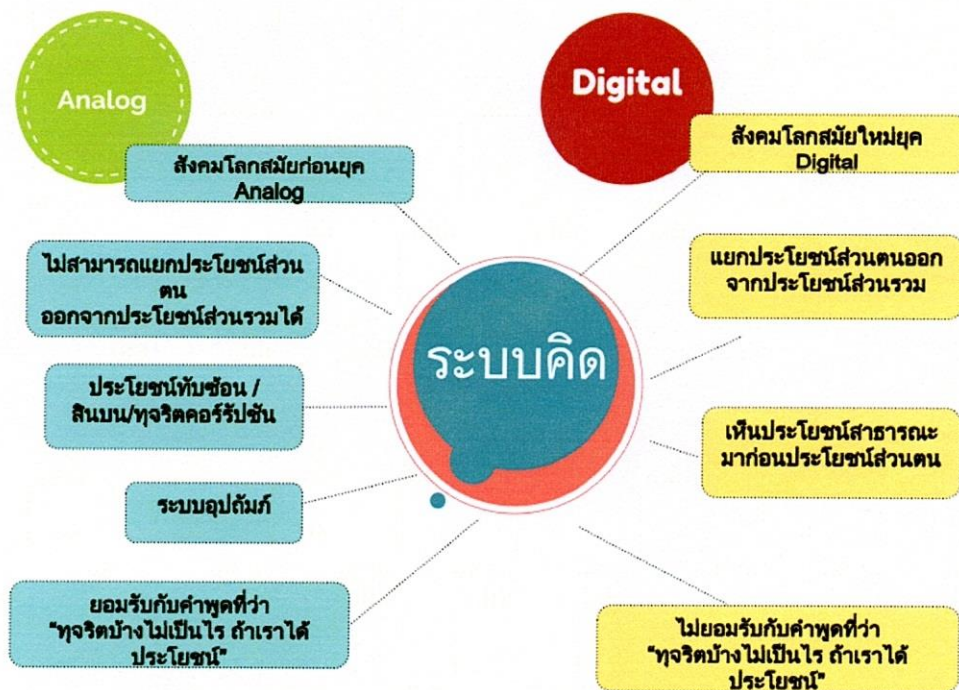 Analog
สังคมโลกสมัยก่อนยุค
Analog
ไม่สามารถแยกประโยชน์ส่วน
ตน
ออกจากประโยชน์ส่วนรวมได้
ประโยชน์ทับซ้อน /
สินบน/ทุจริตคอร์รัปชัน
ระบบอุปถัมภ์
ยอมรับกับคำพูดที่ว่า
“ทุจริตบ้างไม่เป็นไร ถ้าเราได้
ประโยชน์”
ระบบคิด
Digital
สังคมโลกสมัยใหม่ยุค
Digital
แยกประโยชน์ส่วนตนออก
จากประโยชน์ส่วนรวม
เห็นประโยชน์สาธารณะ
มาก่อนประโยชน์ส่วนตน
ไม่ยอมรับกับคำพูดที่ว่า
“ทุจริตบ้างไม่เป็นไร ถ้าเราได้
ประโยชน์”